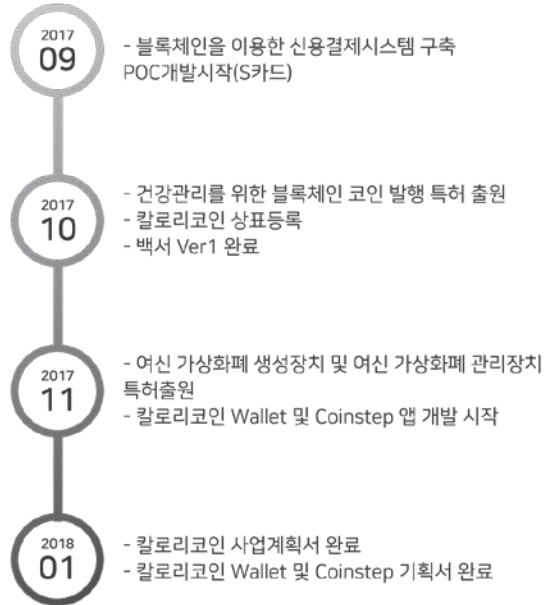 2017
09
- 블록체인을 이용한 신용결제시스템 구축
POC개발시작(S카드)
2017
10
- 건강관리를 위한 블록체인 코인 발행 특허 출원
- 칼로리코인 상표등록
- 백서 Ver1 완료
2017
11
- 여신 가상화폐 생성장치 및 여신 가상화폐 관리장치
특허출원
- 칼로리코인 Wallet 및 Coinstep 앱 개발 시작
2018
01
- 칼로리코인 사업계획서 완료
- 칼로리코인 Wallet 및 Coinstep 기획서 완료